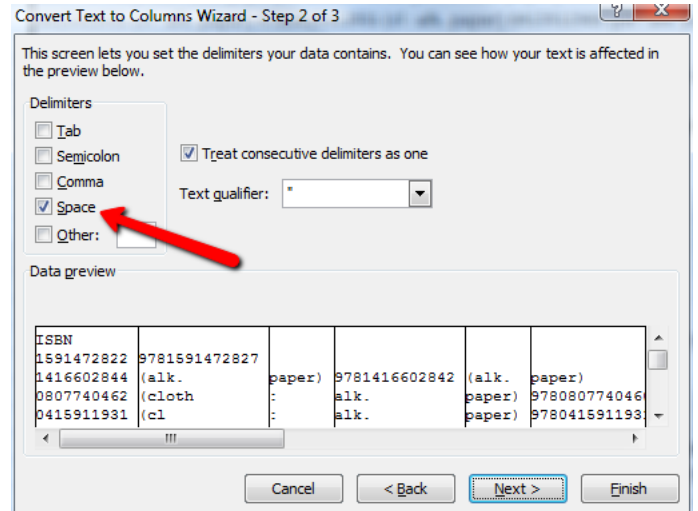 Convert Text to Columns Wizard - Step 2 of 3
This screen lets you set the delimiters your data contains. You can see how your text is affected in
the preview below.
Delimiters
Tab
Semicolon
Comma
Space
Other:
Treat consecutive delimiters as one
Text qualifier: "
Data preview
ISBN
1591472822 9781591472827
1416602844 (alk. paper) 9781416602842 (alk. paper)
0807740462 (cloth : alk. paper)
0415911931 (cl : alk. paper)
Cancel < Back Next > Finish